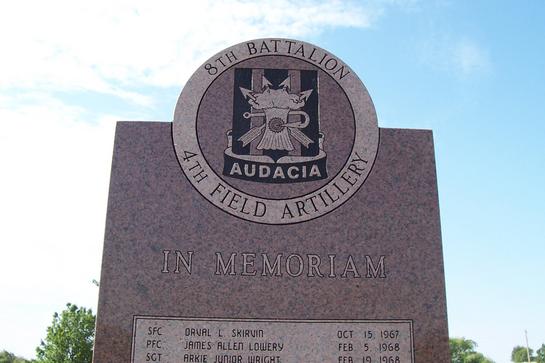 8TH BATTALION
AUDACIA
4TH FIELD ARTILLERY
IN MEMORIAM
SFC ORVAL L. SKIRVIN OCT 15, 1967
PFC JAMES ALLEN LOWERY FEB 5, 1968
SGT ARKIE JUNIOR WRIGHT FEB 19, 1968